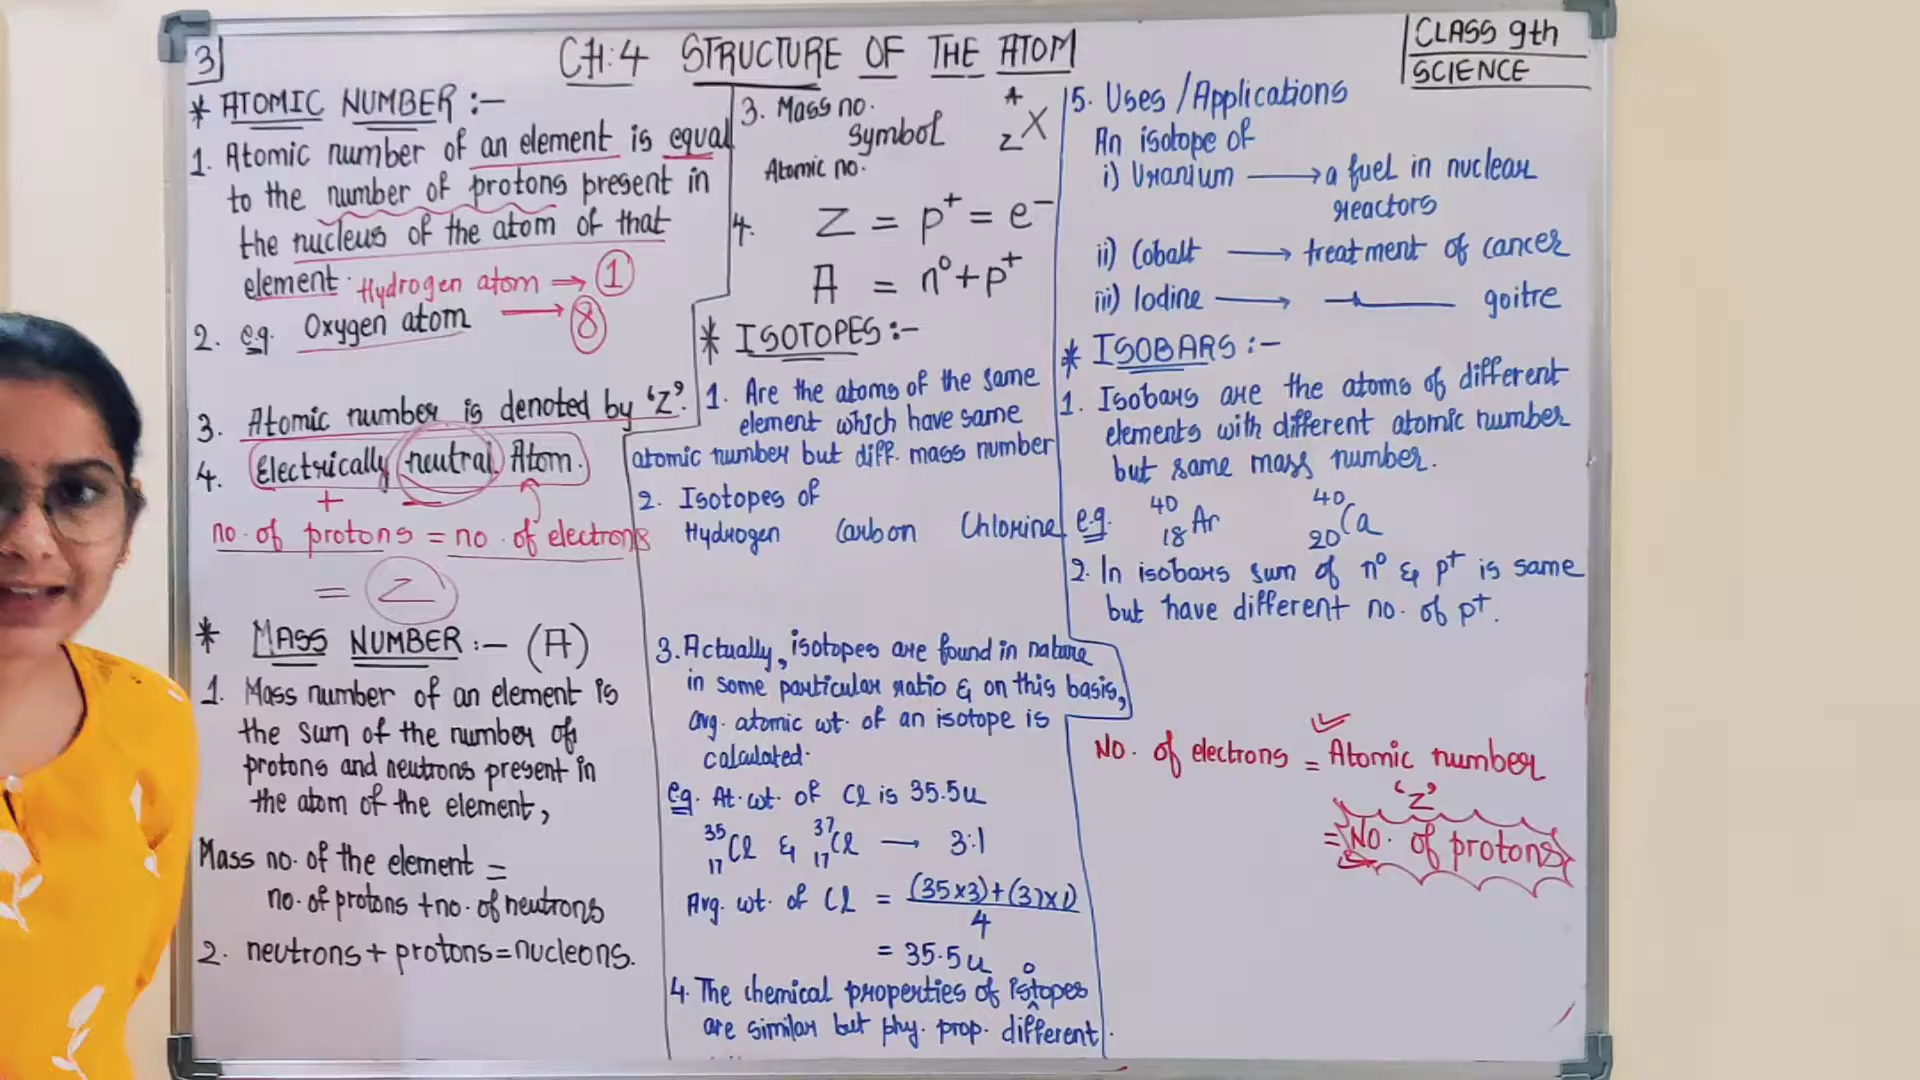 3
CH:4 STRUCTURE OF THE ATOM
CLASS 9th
SCIENCE
* ATOMIC NUMBER :–
1. Atomic number of an element is equal
to the number of protons present in
the nucleus of the atom of that
element. Hydrogen atom → 1
2. e.g. Oxygen atom → 8
3. Atomic number is denoted by 'Z'.
4. Electrically neutral Atom.
+ –
no. of protons = no. of electrons
= Z
* MASS NUMBER :– (A)
1. Mass number of an element is
the sum of the number of
protons and neutrons present in
the atom of the element,
Mass no. of the element =
no. of protons + no. of neutrons
2. neutrons + protons = nucleons.
3. Mass no. A
Symbol X
Atomic no. Z
4. Z = p⁺ = e⁻
A = n⁰ + p⁺
* ISOTOPES :–
1. Are the atoms of the same
element which have same
atomic number but diff. mass number
2. Isotopes of
Hydrogen Carbon Chlorine
3. Actually, isotopes are found in nature
in some particular ratio & on this basis,
avg. atomic wt. of an isotope is
calculated.
e.g. At. wt. of Cl is 35.5u
³⁵₁₇Cl & ³⁷₁₇Cl — 3:1
Avg. wt. of Cl = (35×3)+(37×1)
4
= 35.5u
4. The chemical properties of isotopes
are similar but phy. prop. different.
5. Uses / Applications
An isotope of
i) Uranium → a fuel in nuclear
reactors
ii) Cobalt → treatment of cancer
iii) Iodine → —〃— goitre
* ISOBARS :–
1. Isobars are the atoms of different
elements with different atomic number
but same mass number.
e.g. ⁴⁰₁₈Ar ⁴⁰₂₀Ca
2. In isobars sum of n⁰ & p⁺ is same
but have different no. of p⁺.
No. of electrons = Atomic number
'Z'
= No. of protons